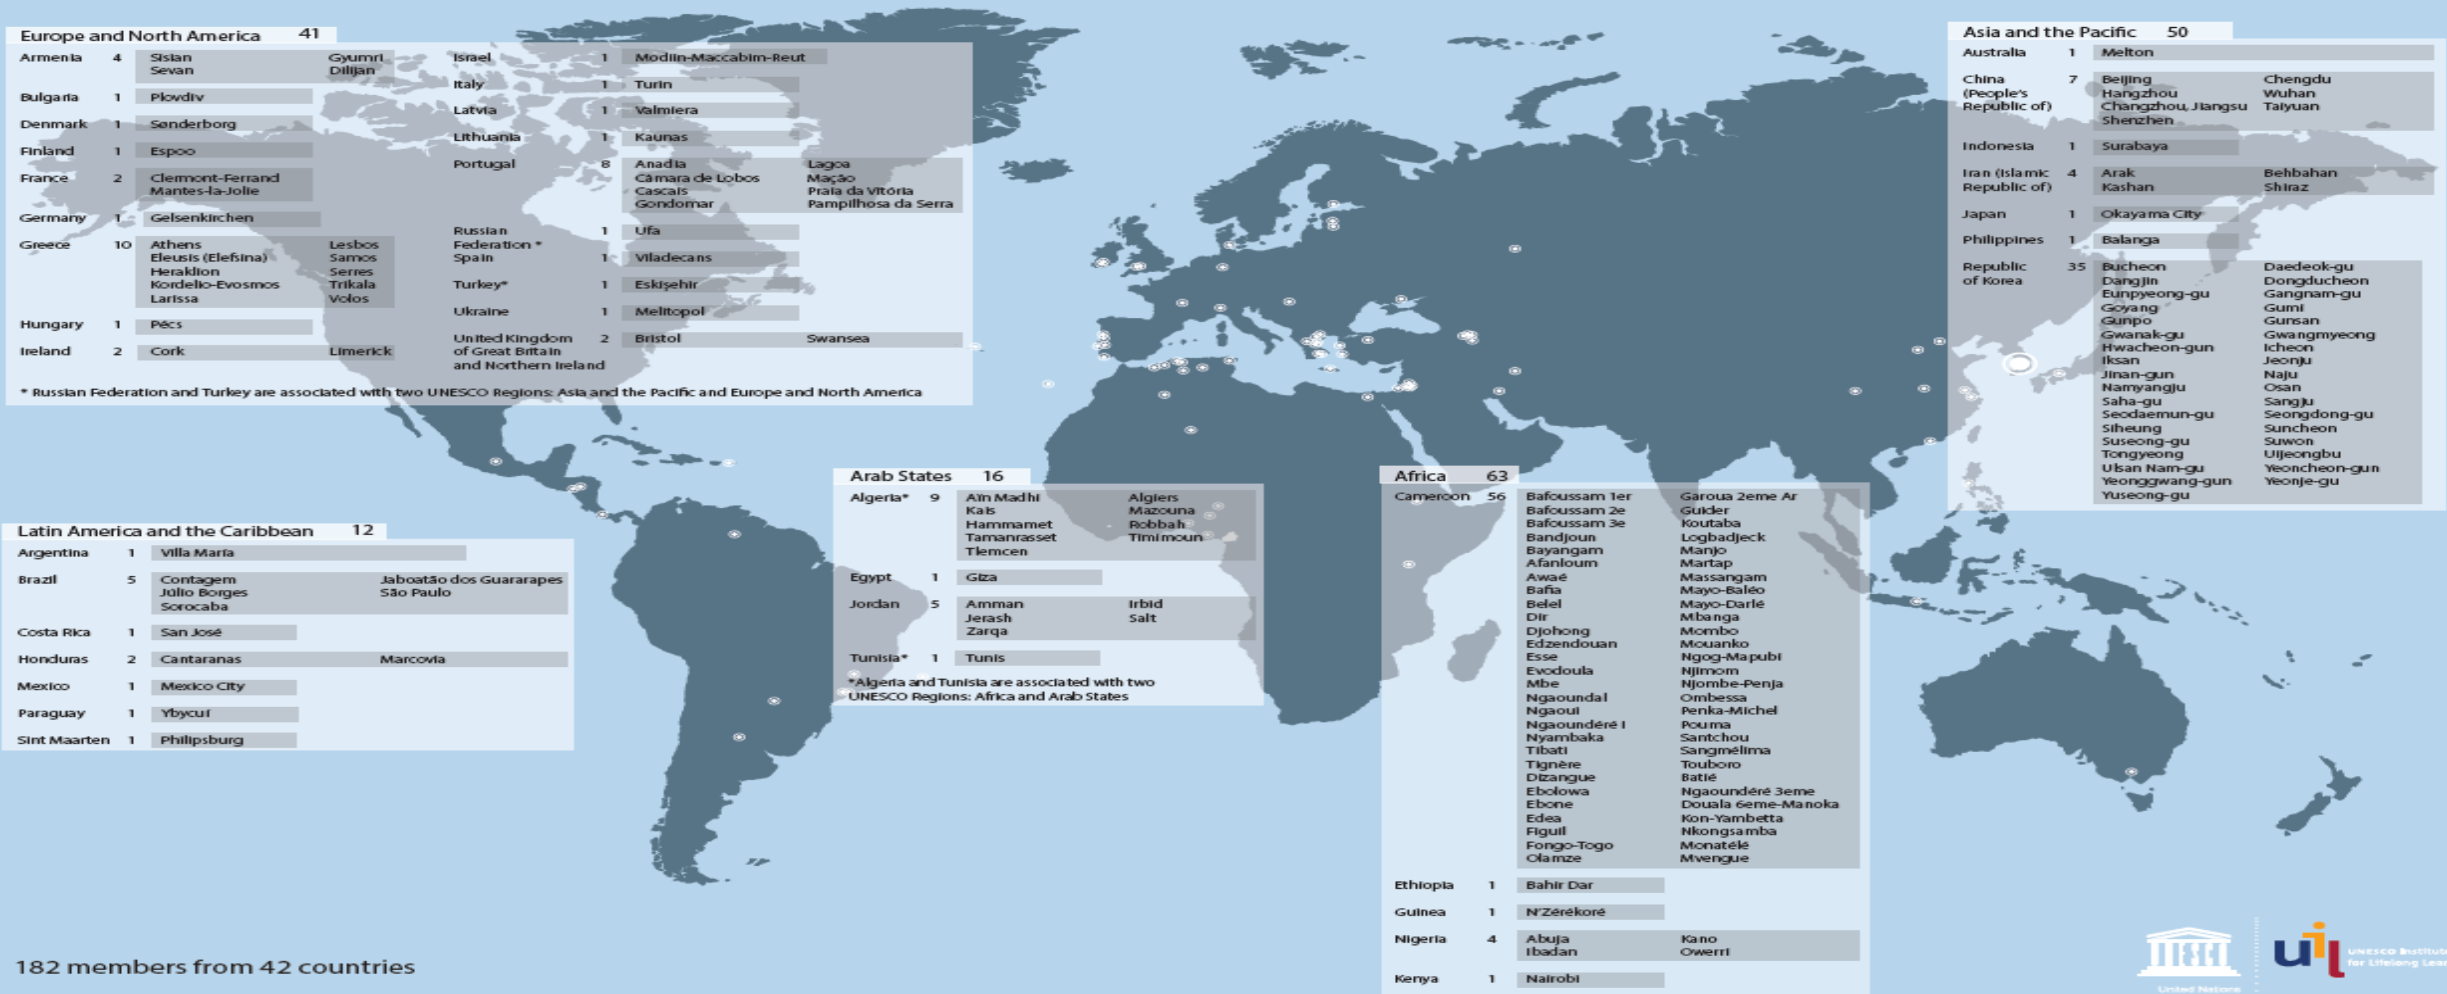 Europe and North America 41
Armenia 4 Sisian Gyumri
Sevan Dilijan
Bulgaria 1 Plovdiv
Denmark 1 Sønderborg
Finland 1 Espoo
France 2 Clermont-Ferrand
Mantes-la-Jolie
Germany 1 Gelsenkirchen
Greece 10 Athens Lesbos
Eleusis (Elefsina) Samos
Heraklion Serres
Kordelio-Evosmos Trikala
Larissa Volos
Hungary 1 Pécs
Ireland 2 Cork Limerick
Israel 1 Modiin-Maccabim-Reut
Italy 1 Turin
Latvia 1 Valmiera
Lithuania 1 Kaunas
Portugal 8 Anadia Lagoa
Câmara de Lobos Mação
Cascais Praia da Vitória
Gondomar Pampilhosa da Serra
Russian 1 Ufa
Federation *
Spain 1 Viladecans
Turkey* 1 Eskişehir
Ukraine 1 Melitopol
United Kingdom 2 Bristol Swansea
of Great Britain
and Northern Ireland
* Russian Federation and Turkey are associated with two UNESCO Regions: Asia and the Pacific and Europe and North America
Latin America and the Caribbean 12
Argentina 1 Villa María
Brazil 5 Contagem Jaboatão dos Guararapes
Júlio Borges São Paulo
Sorocaba
Costa Rica 1 San José
Honduras 2 Cantaranas Marcovia
Mexico 1 Mexico City
Paraguay 1 Ybycuí
Sint Maarten 1 Philipsburg
182 members from 42 countries
Arab States 16
Algeria* 9 Aïn Madhi Algiers
Kais Mazouna
Hammamet Robbah
Tamanrasset Timimoun
Tlemcen
Egypt 1 Giza
Jordan 5 Amman Irbid
Jerash Salt
Zarqa
Tunisia* 1 Tunis
*Algeria and Tunisia are associated with two
UNESCO Regions: Africa and Arab States
Africa 63
Cameroon 56 Bafoussam 1er Garoua 2eme Ar
Bafoussam 2e Guider
Bafoussam 3e Koutaba
Bandjoun Logbadjeck
Bayangam Manjo
Afanloum Martap
Awaé Massangam
Bafia Mayo-Baléo
Belel Mayo-Darlé
Dir Mbanga
Djohong Mombo
Edzendouan Mouanko
Esse Ngog-Mapubi
Evodoula Njimom
Mbe Njombe-Penja
Ngaoundal Ombessa
Ngaoui Penka-Michel
Ngaoundéré I Pouma
Nyambaka Santchou
Tibati Sangmélima
Tignère Touboro
Dizangue Batié
Ebolowa Ngaoundéré 3eme
Ebone Douala 6eme-Manoka
Edea Kon-Yambetta
Figuil Nkongsamba
Fongo-Togo Monatélé
Olamze Mvengue
Ethiopia 1 Bahir Dar
Guinea 1 N'Zérékoré
Nigeria 4 Abuja Kano
Ibadan Owerri
Kenya 1 Nairobi
Asia and the Pacific 50
Australia 1 Melton
China 7 Beijing Chengdu
(People's Hangzhou Wuhan
Republic of) Changzhou, Jiangsu Taiyuan
Shenzhen
Indonesia 1 Surabaya
Iran (Islamic 4 Arak Behbahan
Republic of) Kashan Shiraz
Japan 1 Okayama City
Philippines 1 Balanga
Republic 35 Bucheon Daedeok-gu
of Korea Dangjin Dongducheon
Eunpyeong-gu Gangnam-gu
Goyang Gumi
Gunpo Gunsan
Gwanak-gu Gwangmyeong
Hwacheon-gun Icheon
Iksan Jeonju
Jinan-gun Naju
Namyangju Osan
Saha-gu Sangju
Seodaemun-gu Seongdong-gu
Siheung Suncheon
Suseong-gu Suwon
Tongyeong Uijeongbu
Ulsan Nam-gu Yeoncheon-gun
Yeonggwang-gun Yeonje-gu
Yuseong-gu
United Nations
uil
UNESCO Institut
for Lifelong Lear